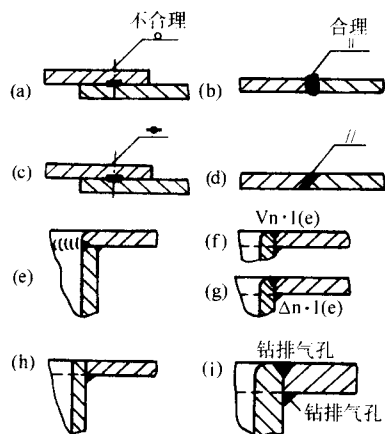 不合理
合理
(a)
(b)
(c)
(d)
Vn·l(e)
(e)
(f)
(g)
Δn·l(e)
(h)
钻排气孔
(i)
钻排气孔